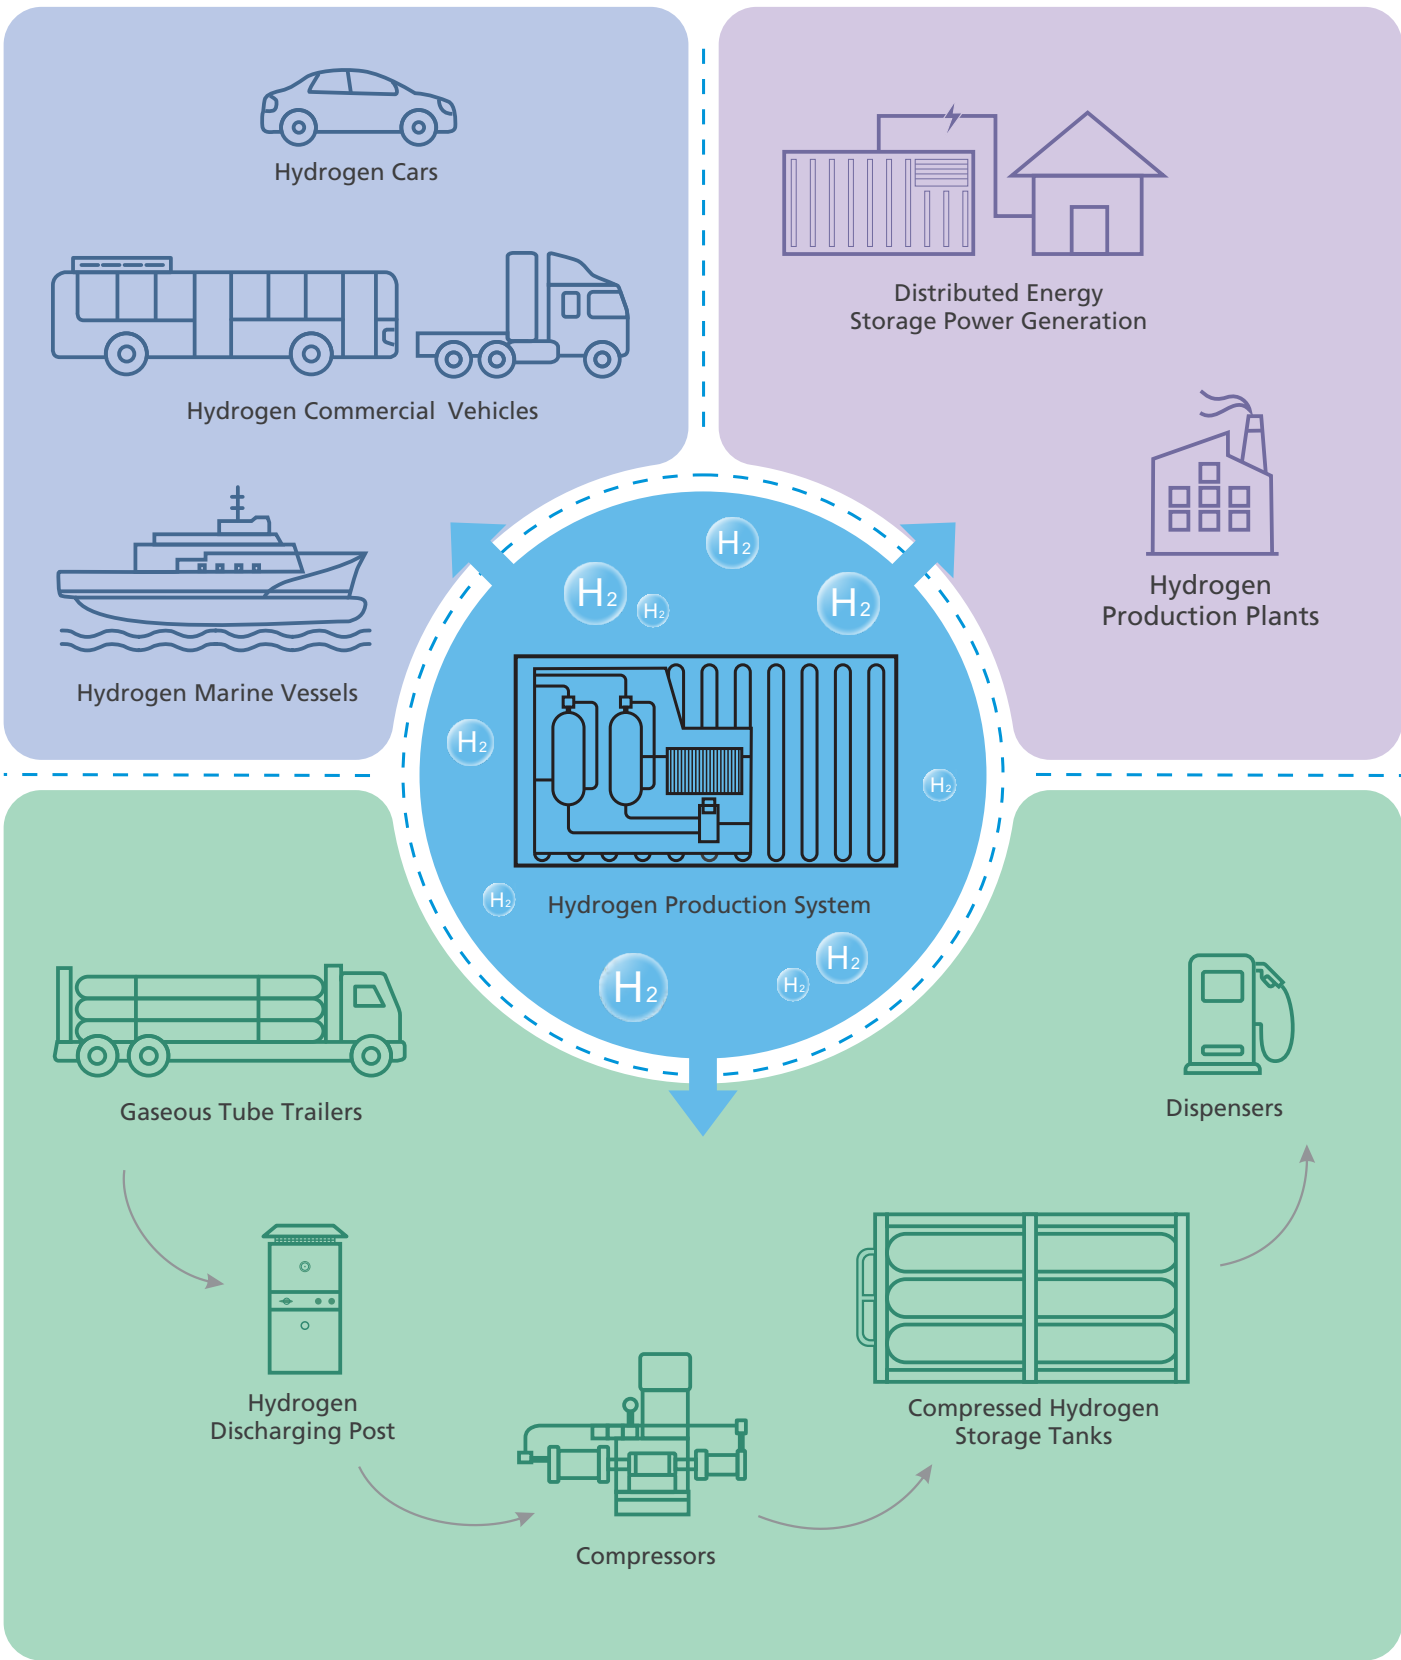 Hydrogen Cars
Hydrogen Commercial Vehicles
Hydrogen Marine Vessels
Distributed Energy
Storage Power Generation
Hydrogen
Production Plants
H2
H2
H2
H2
H2
H2
H2
Hydrogen Production System
H2
H2
H2
Gaseous Tube Trailers
Dispensers
Hydrogen
Discharging Post
Compressed Hydrogen
Storage Tanks
Compressors